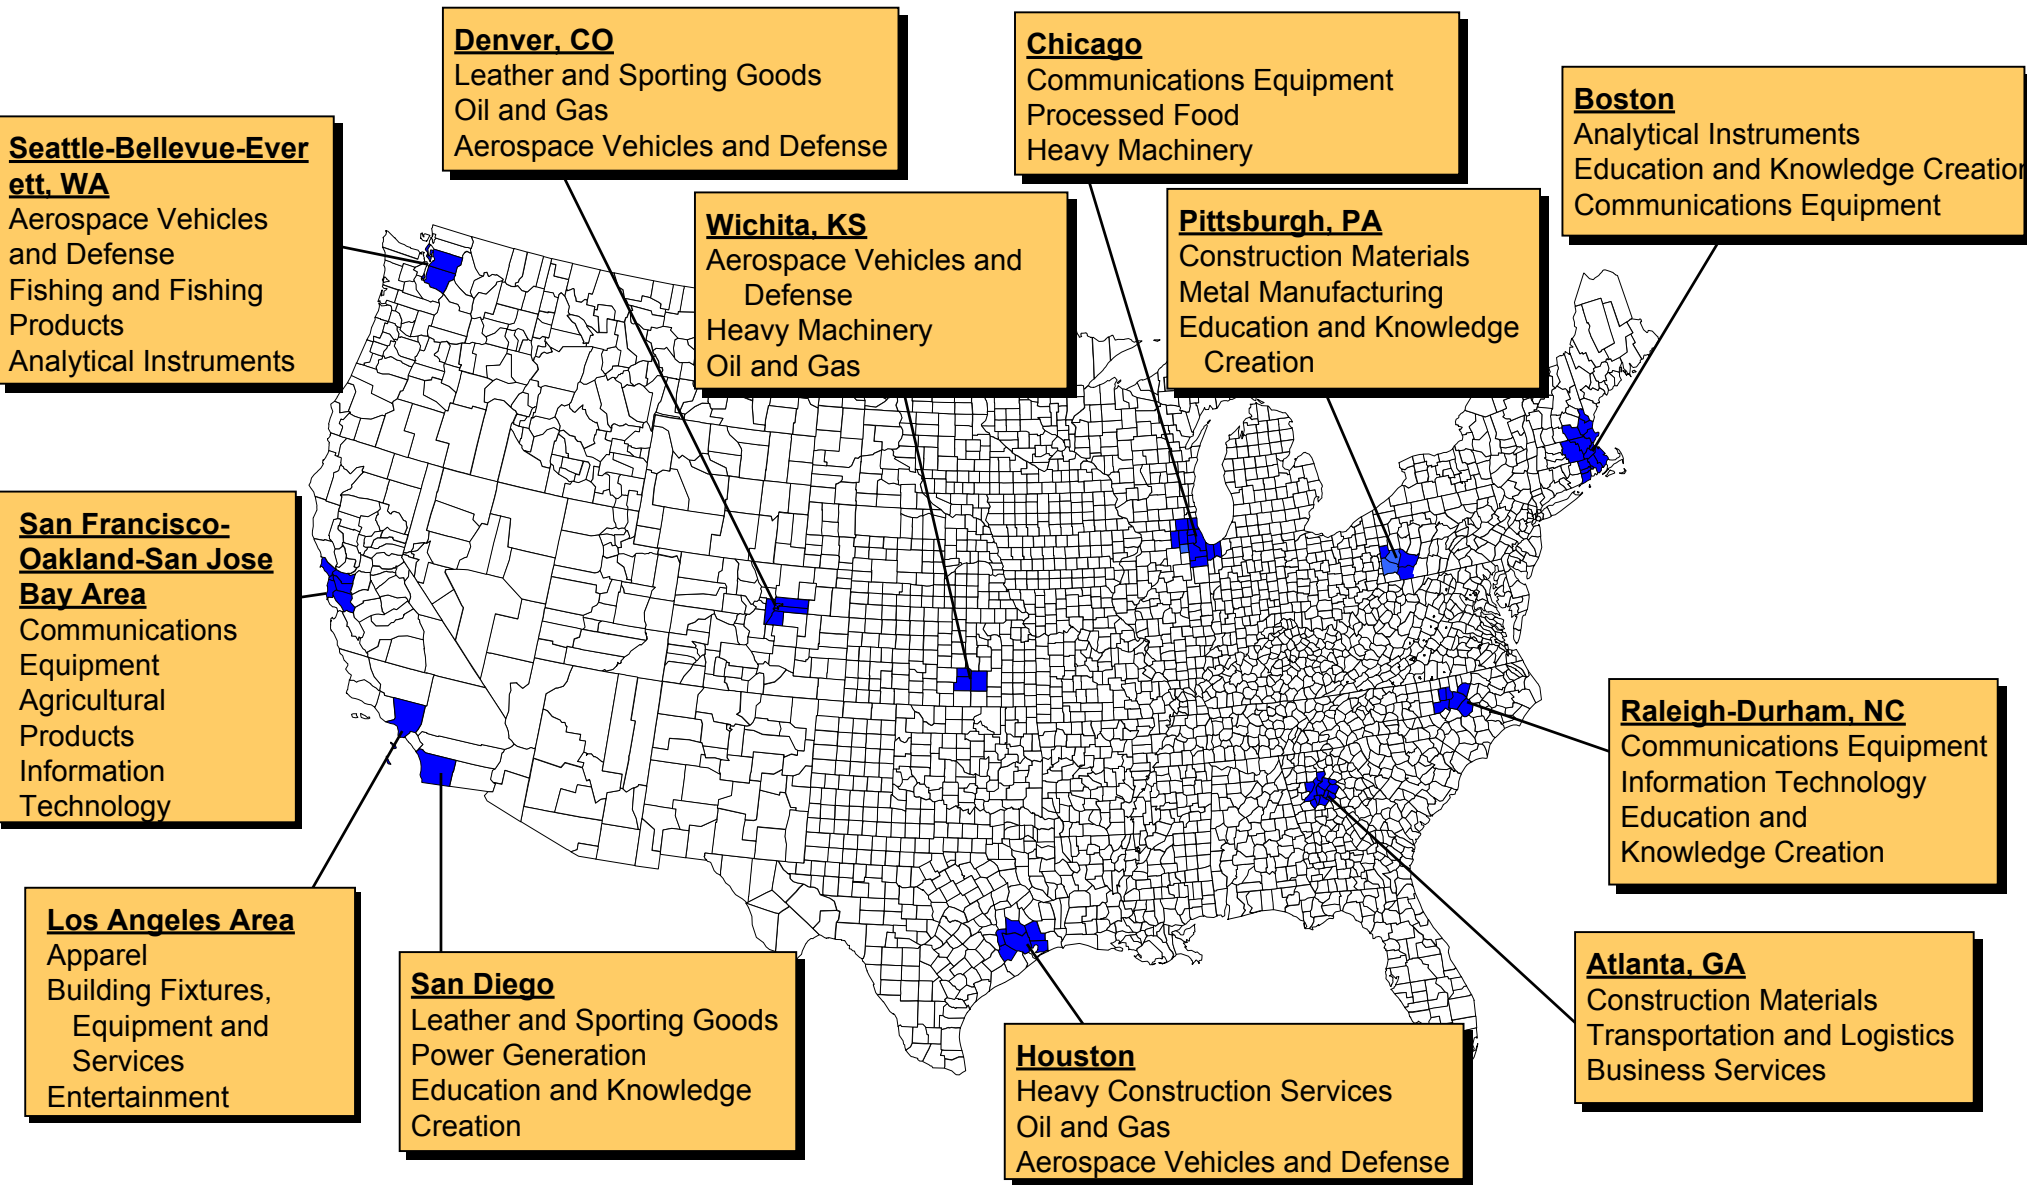 Denver, CO
Leather and Sporting Goods
Oil and Gas
Aerospace Vehicles and Defense
Chicago
Communications Equipment
Processed Food
Heavy Machinery
Boston
Analytical Instruments
Education and Knowledge Creation
Communications Equipment
Seattle-Bellevue-Ever
ett, WA
Aerospace Vehicles
and Defense
Fishing and Fishing
Products
Analytical Instruments
Wichita, KS
Aerospace Vehicles and
Defense
Heavy Machinery
Oil and Gas
Pittsburgh, PA
Construction Materials
Metal Manufacturing
Education and Knowledge
Creation
San Francisco-
Oakland-San Jose
Bay Area
Communications
Equipment
Agricultural
Products
Information
Technology
Raleigh-Durham, NC
Communications Equipment
Information Technology
Education and
Knowledge Creation
Los Angeles Area
Apparel
Building Fixtures,
Equipment and
Services
Entertainment
San Diego
Leather and Sporting Goods
Power Generation
Education and Knowledge
Creation
Houston
Heavy Construction Services
Oil and Gas
Aerospace Vehicles and Defense
Atlanta, GA
Construction Materials
Transportation and Logistics
Business Services